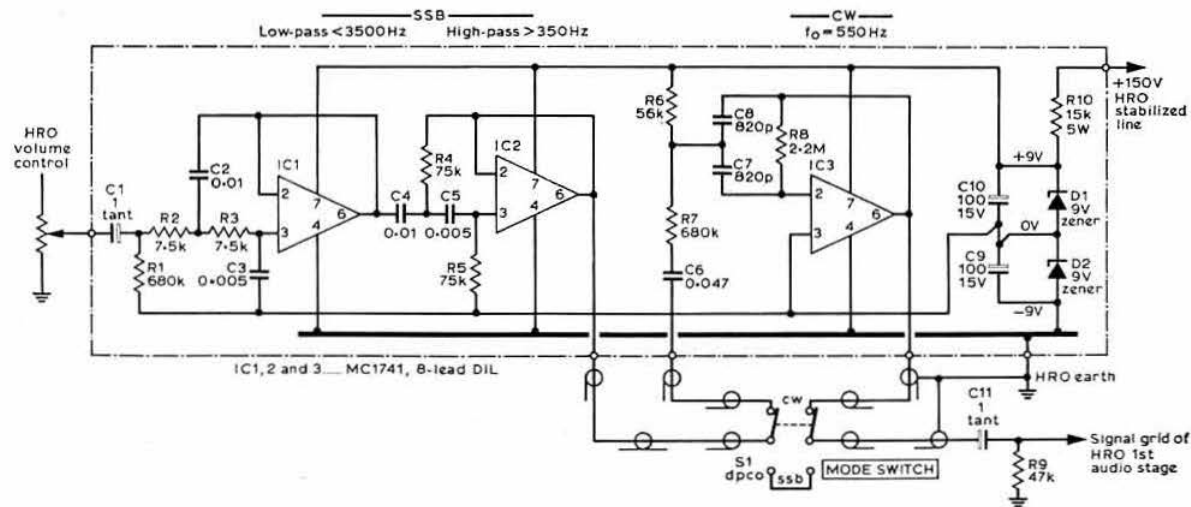 SSB
Low-pass <3500Hz High-pass >350Hz
CW
fo = 550Hz
+150V
HRO
stabilized
line
HRO
volume
control
C1
1
tant
R1
680k
R2
7.5k
C2
0.01
R3
7.5k
C3
0.005
IC1
2
3
7
4
6
C4
0.01
R4
75k
C5
0.005
R5
75k
IC2
2
3
7
4
6
R6
56k
R7
680k
C6
0.047
C8
820p
C7
820p
R8
2.2M
IC3
2
3
7
4
6
R10
15k
5W
+9V
C10
100
15V
0V
C9
100
15V
-9V
D1
9V
zener
D2
9V
zener
IC1,2 and 3__ MC1741, 8-lead DIL
HRO earth
cw
S1
dpco
ssb
MODE SWITCH
C11
1
tant
R9
47k
Signal grid of
HRO 1st
audio stage